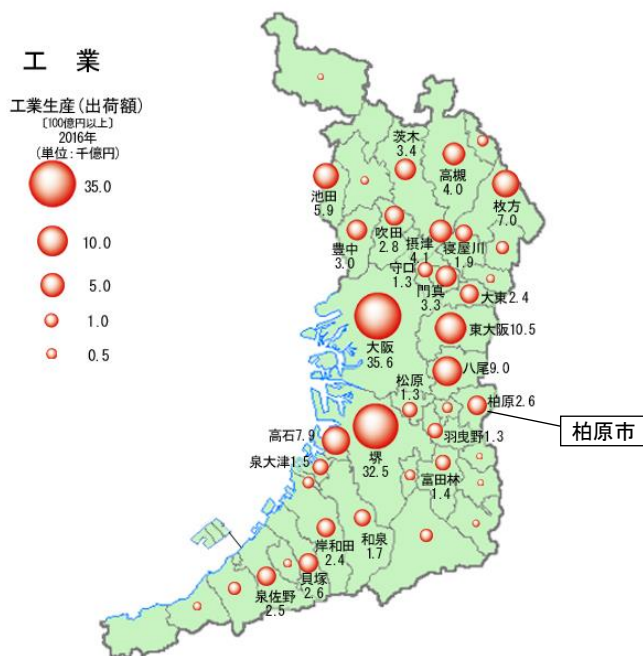 工 業
工業生産(出荷額)
〔100億円以上〕
2016年
(単位:千億円)
35.0
10.0
5.0
1.0
0.5
茨木
3.4
高槻
4.0
池田
5.9
枚方
7.0
吹田
2.8
豊中
3.0
摂津
4.1
寝屋川
1.9
守口
1.3
門真
3.3
大東2.4
大阪
35.6
東大阪10.5
八尾9.0
松原
1.3
柏原2.6
柏原市
羽曳野1.3
高石7.9
堺
32.5
泉大津1.5
富田林
1.4
岸和田
2.4
和泉
1.7
貝塚
2.6
泉佐野
2.5